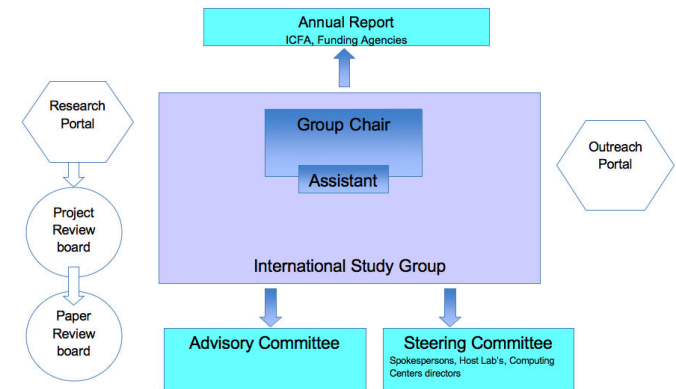 Annual Report
ICFA, Funding Agencies
Research
Portal
Group Chair
Assistant
Outreach
Portal
Project
Review
board
International Study Group
Paper
Review
board
Advisory Committee
Steering Committee
Spokespersons, Host Lab's, Computing
Centers directors